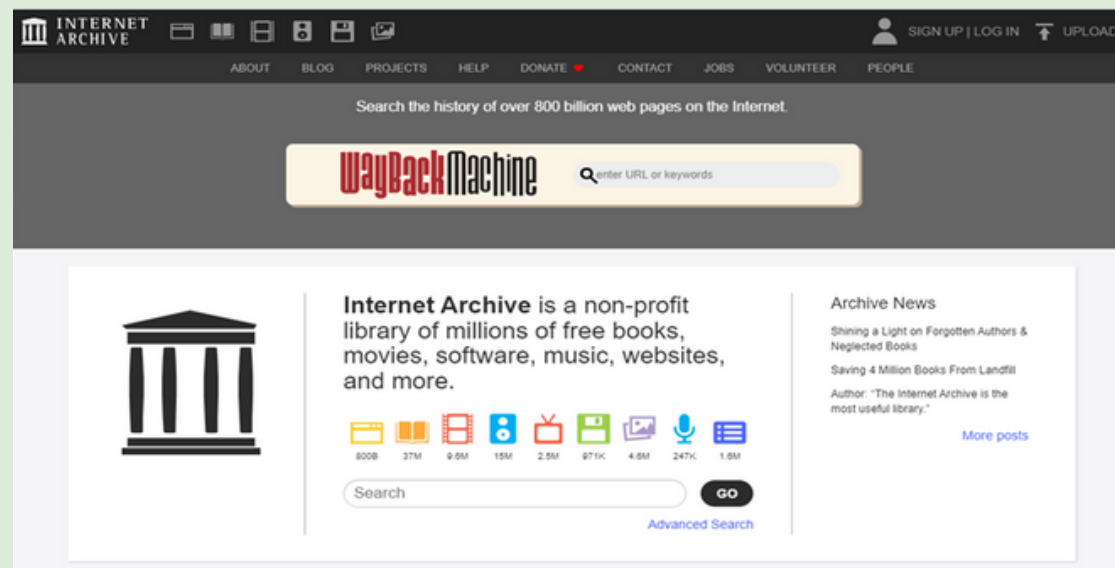 INTERNET
ARCHIVE
SIGN UP | LOG IN
UPLOAD
ABOUT BLOG PROJECTS HELP DONATE CONTACT JOBS VOLUNTEER PEOPLE
Search the history of over 800 billion web pages on the Internet.
WayBackMachine
enter URL or keywords
Internet Archive is a non-profit
library of millions of free books,
movies, software, music, websites,
and more.
800B 37M 9.6M 15M 2.5M 971K 4.6M 247K 1.6M
Search
GO
Advanced Search
Archive News
Shining a Light on Forgotten Authors &
Neglected Books
Saving 4 Million Books From Landfill
Author: "The Internet Archive is the
most useful library."
More posts